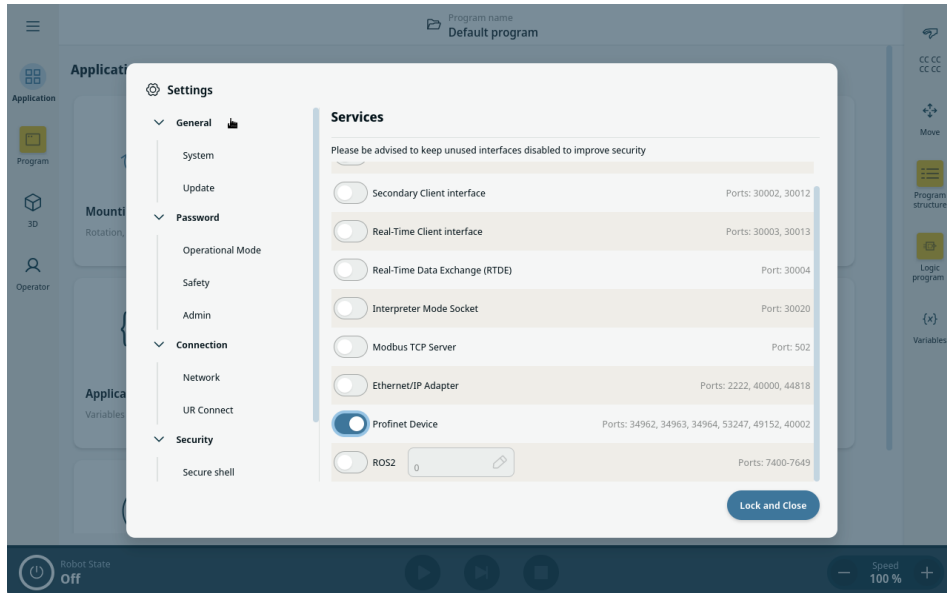 Program name
Default program
Applicati
Application
Program
3D
Operator
Mounti
Rotation,
Applica
Variables
Settings
General
System
Update
Password
Operational Mode
Safety
Admin
Connection
Network
UR Connect
Security
Secure shell
Services
Please be advised to keep unused interfaces disabled to improve security
Secondary Client interface Ports: 30002, 30012
Real-Time Client interface Ports: 30003, 30013
Real-Time Data Exchange (RTDE) Port: 30004
Interpreter Mode Socket Port: 30020
Modbus TCP Server Port: 502
Ethernet/IP Adapter Ports: 2222, 40000, 44818
Profinet Device Ports: 34962, 34963, 34964, 53247, 49152, 40002
ROS2 0 Ports: 7400-7649
Lock and Close
CC CC
CC CC
Move
Program
structure
Logic
program
{x}
Variables
Robot State
Off
Speed
100 %